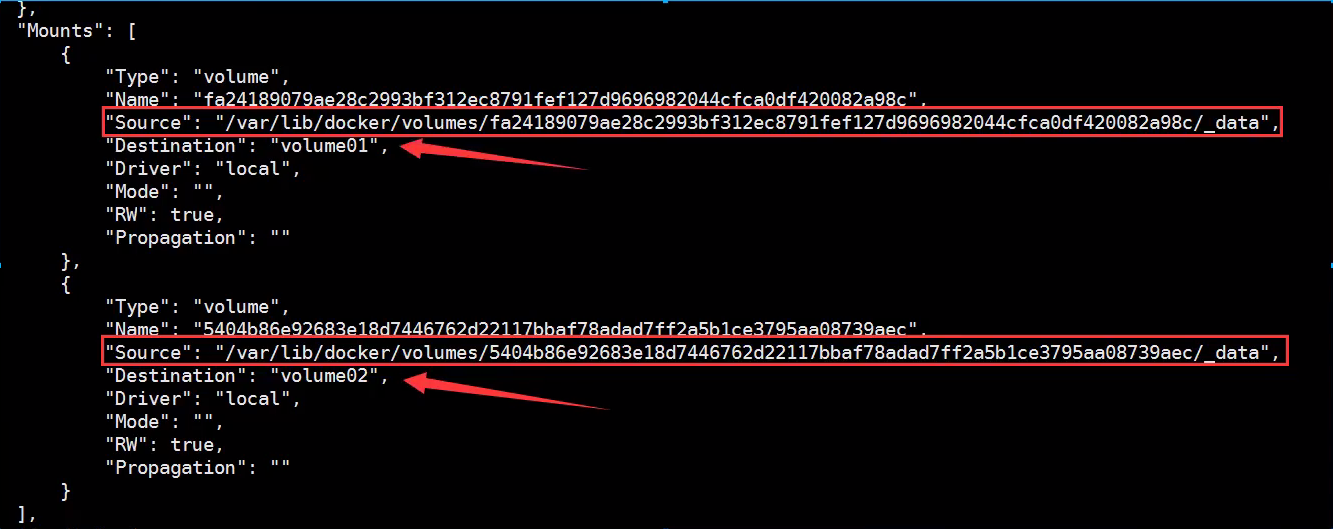 },
"Mounts": [
{
"Type": "volume",
"Name": "fa24189079ae28c2993bf312ec8791fef127d9696982044cfca0df420082a98c",
"Source": "/var/lib/docker/volumes/fa24189079ae28c2993bf312ec8791fef127d9696982044cfca0df420082a98c/_data",
"Destination": "volume01",
"Driver": "local",
"Mode": "",
"RW": true,
"Propagation": ""
},
{
"Type": "volume",
"Name": "5404b86e92683e18d7446762d22117bbaf78adad7ff2a5b1ce3795aa08739aec",
"Source": "/var/lib/docker/volumes/5404b86e92683e18d7446762d22117bbaf78adad7ff2a5b1ce3795aa08739aec/_data",
"Destination": "volume02",
"Driver": "local",
"Mode": "",
"RW": true,
"Propagation": ""
}
],